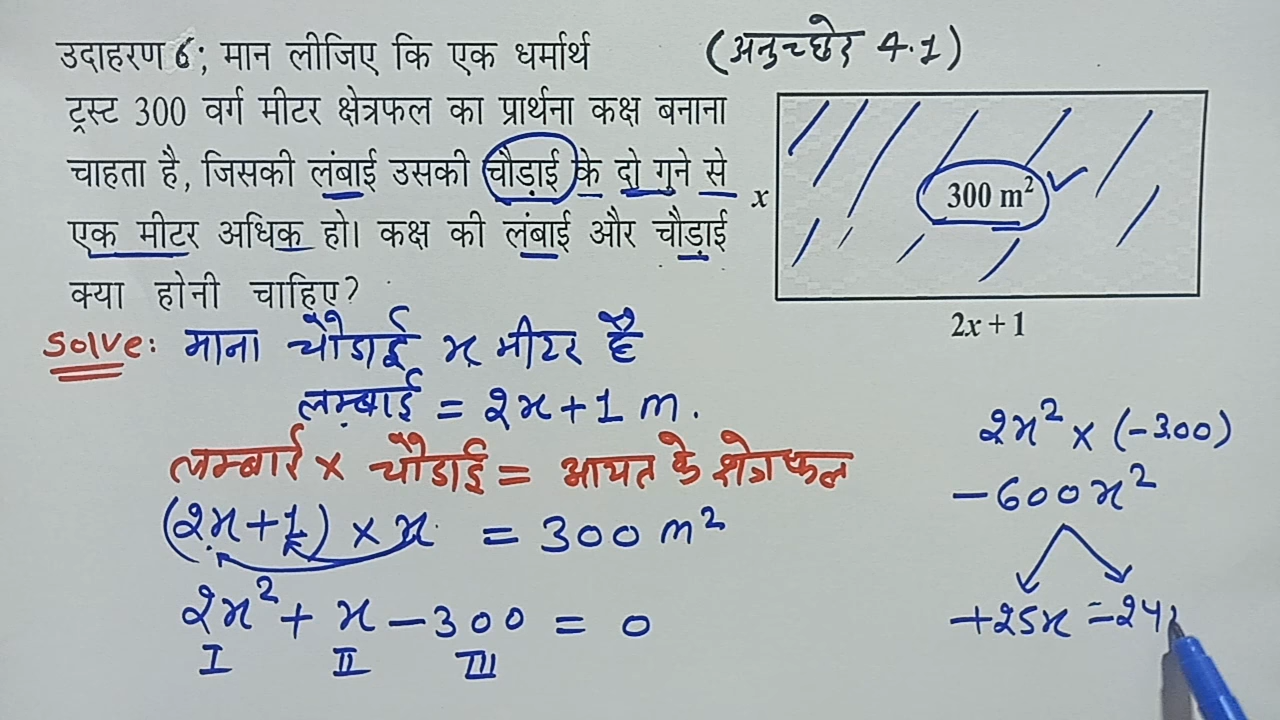 उदाहरण 6; मान लीजिए कि एक धर्मार्थ
(अनुच्छेद 4.1)
ट्रस्ट 300 वर्ग मीटर क्षेत्रफल का प्रार्थना कक्ष बनाना
चाहता है, जिसकी लंबाई उसकी चौड़ाई के दो गुने से
एक मीटर अधिक हो। कक्ष की लंबाई और चौड़ाई
क्या होनी चाहिए?
x
300 m²
2x + 1
Solve: माना चौडाई x मीटर है
लम्बाई = 2x + 1 m.
लम्बाई × चौडाई = आयत के क्षेत्रफल
(2x + 1) × x = 300 m²
2x² + x - 300 = 0
I II III
2x² × (-300)
-600x²
+25x = 24x